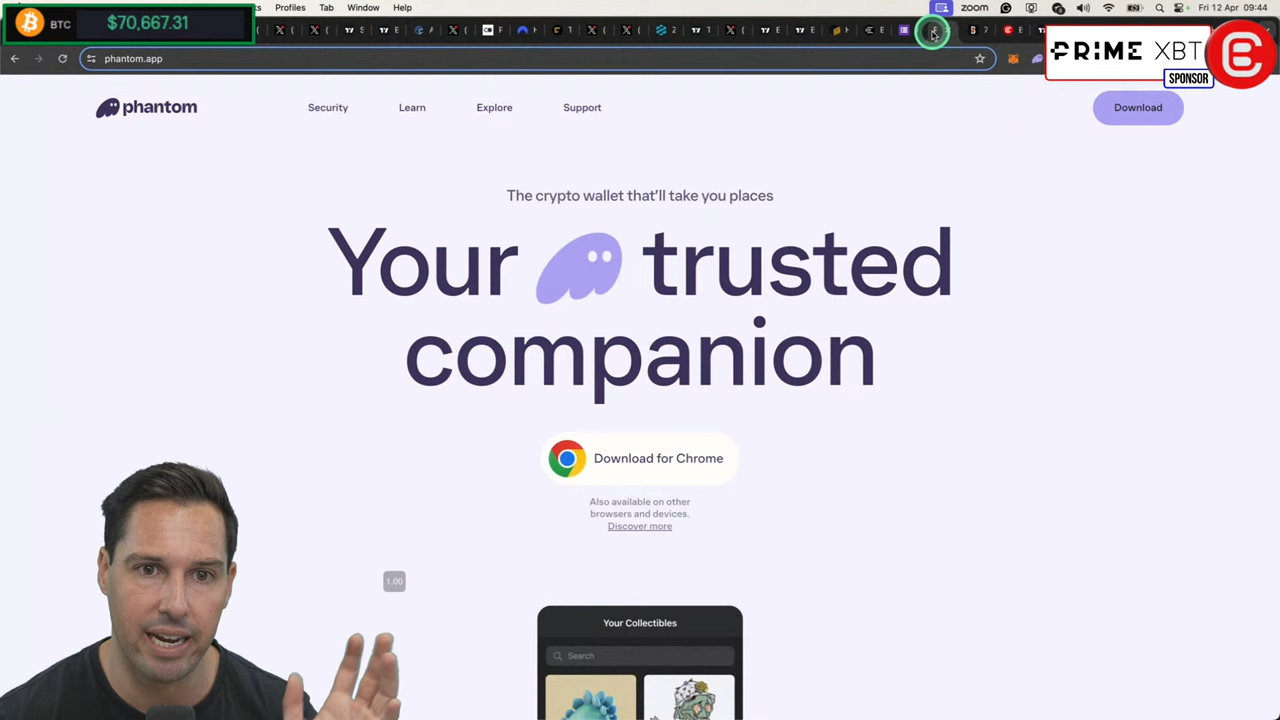 Profiles Tab Window Help
zoom
Fri 12 Apr 09:44
BTC $70,667.31
PRIME XBT
SPONSOR
phantom.app
phantom
Security
Learn
Explore
Support
Download
The crypto wallet that'll take you places
Your trusted
companion
Download for Chrome
Also available on other
browsers and devices.
Discover more
1.00
Your Collectibles
Search